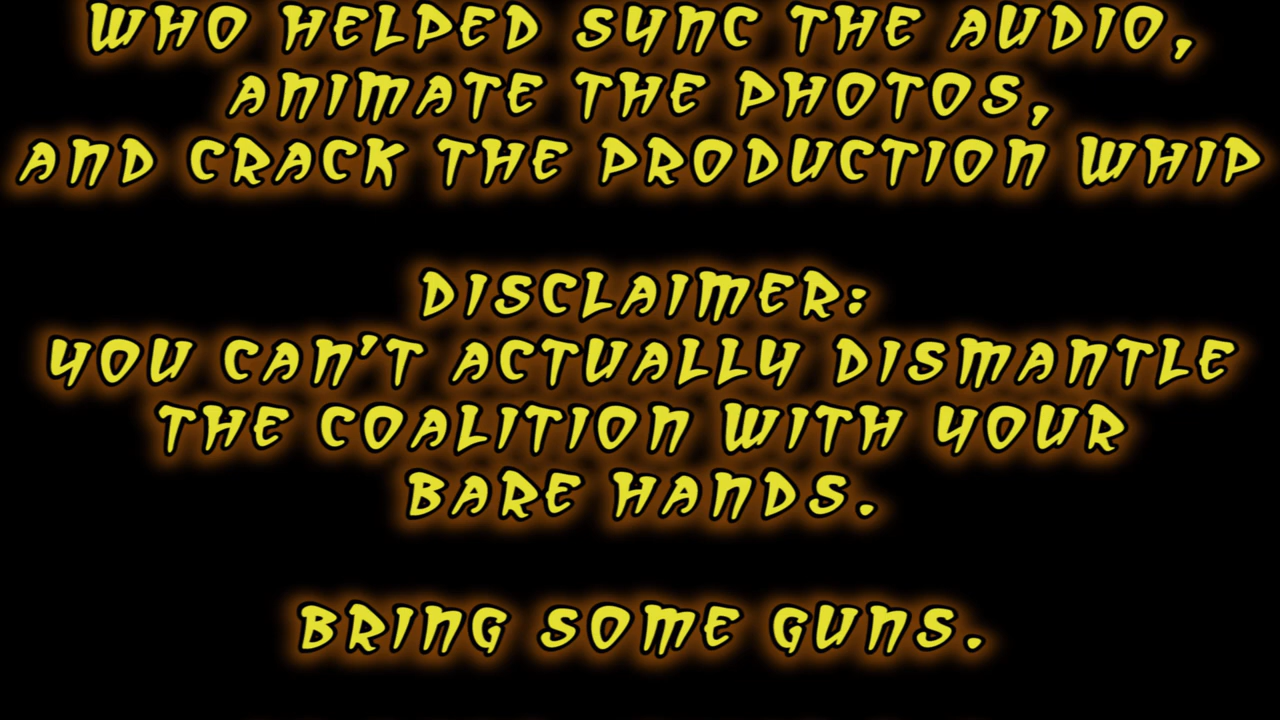 WHO HELPED SYNC THE AUDIO,
ANIMATE THE PHOTOS,
AND CRACK THE PRODUCTION WHIP
DISCLAIMER:
YOU CAN'T ACTUALLY DISMANTLE
THE COALITION WITH YOUR
BARE HANDS.
BRING SOME GUNS.